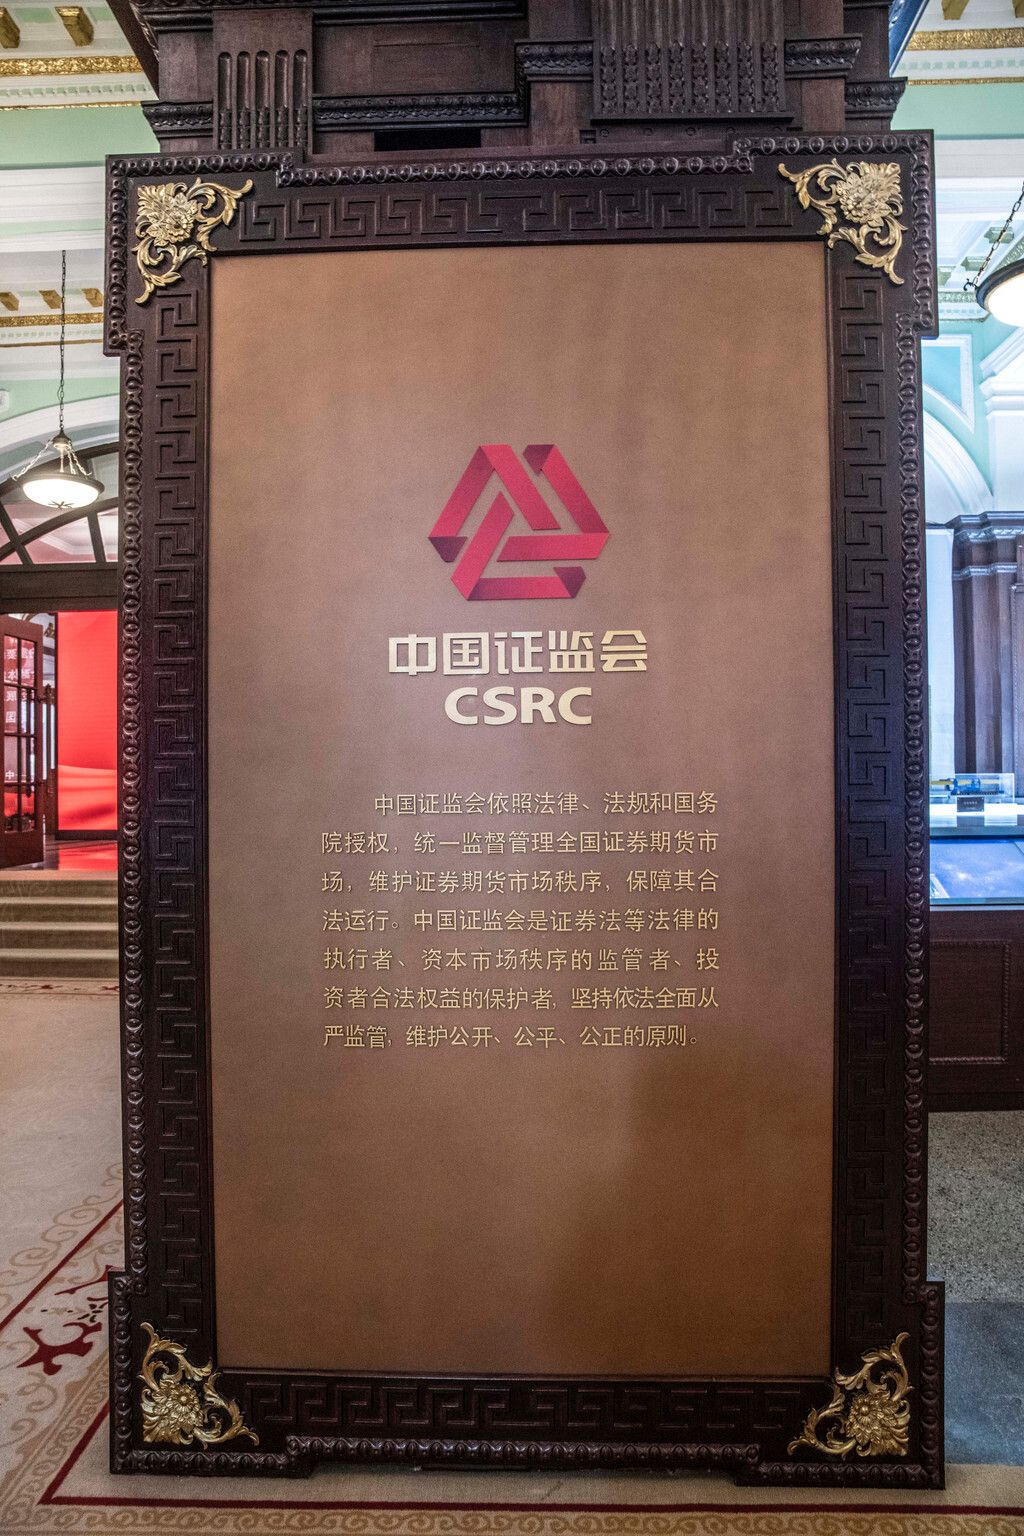 中国证监会
CSRC
中国证监会依照法律、法规和国务
院授权，统一监督管理全国证券期货市
场，维护证券期货市场秩序，保障其合
法运行。中国证监会是证券法等法律的
执行者、资本市场秩序的监管者、投
资者合法权益的保护者，坚持依法全面从
严监管，维护公开、公平、公正的原则。